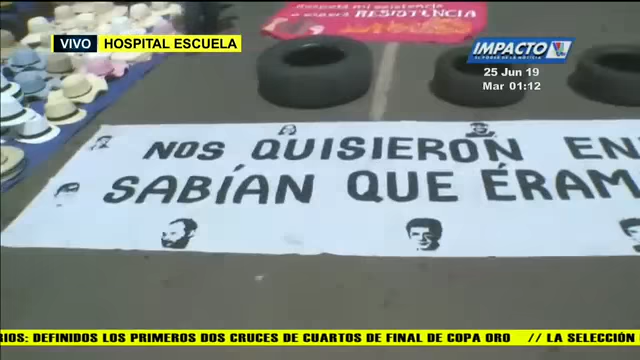 VIVO HOSPITAL ESCUELA
RESISTENCIA
IMPACTO
25 Jun 19
Mar 01:12
NOS QUISIERON EN
SABÍAN QUE ÉRAM
RIOS: DEFINIDOS LOS PRIMEROS DOS CRUCES DE CUARTOS DE FINAL DE COPA ORO // LA SELECCIÓN